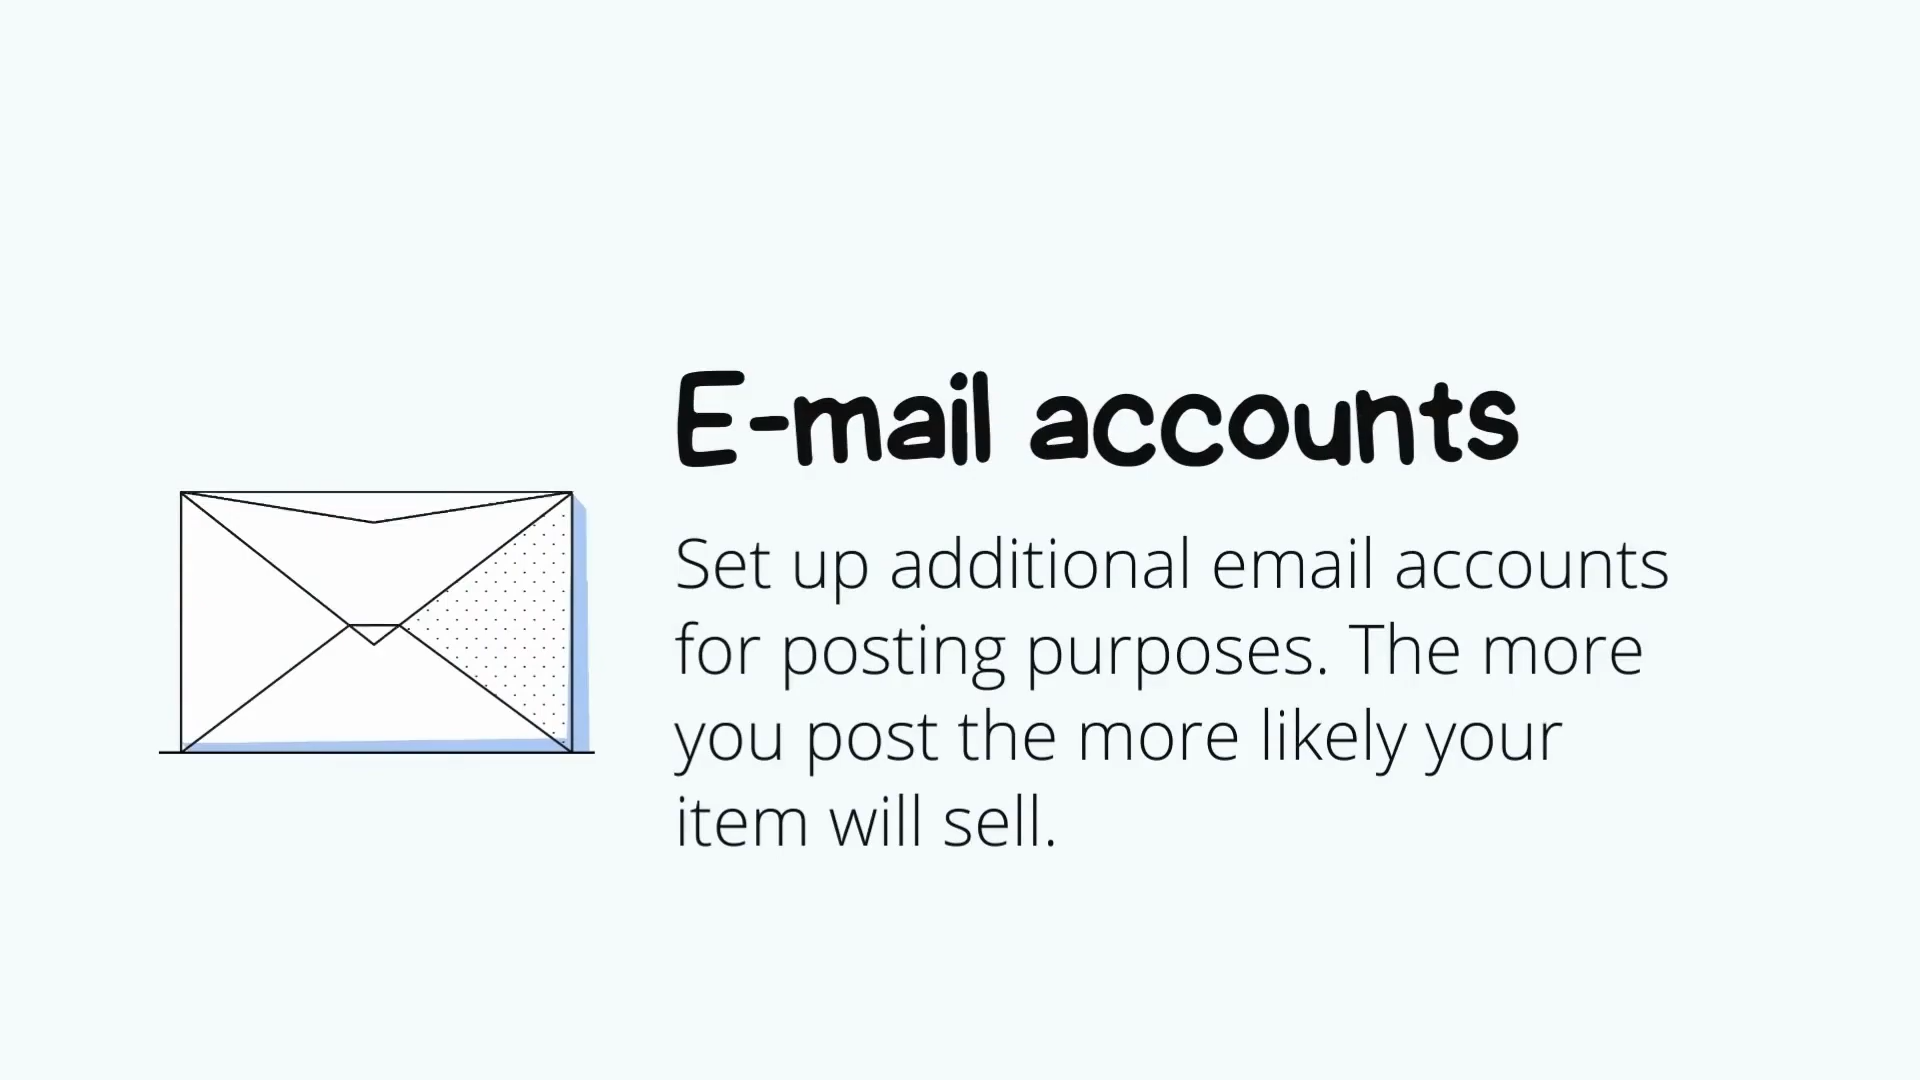 E-mail accounts
Set up additional email accounts
for posting purposes. The more
you post the more likely your
item will sell.